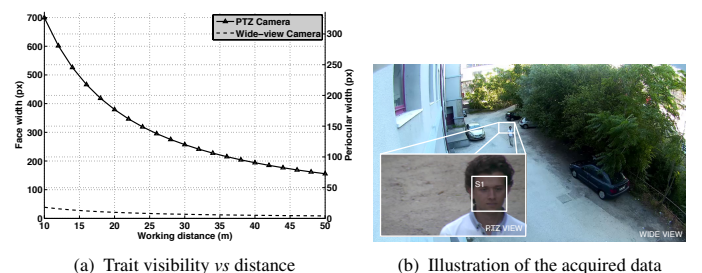 700
600
500
400
300
200
100
0
10
15
20
25
30
35
40
45
50
0
50
100
150
200
250
300
Face width (px)
Periocular width (px)
Working distance (m)
PTZ Camera
Wide-view Camera
(a) Trait visibility vs distance
S1
PTZ VIEW
WIDE VIEW
(b) Illustration of the acquired data